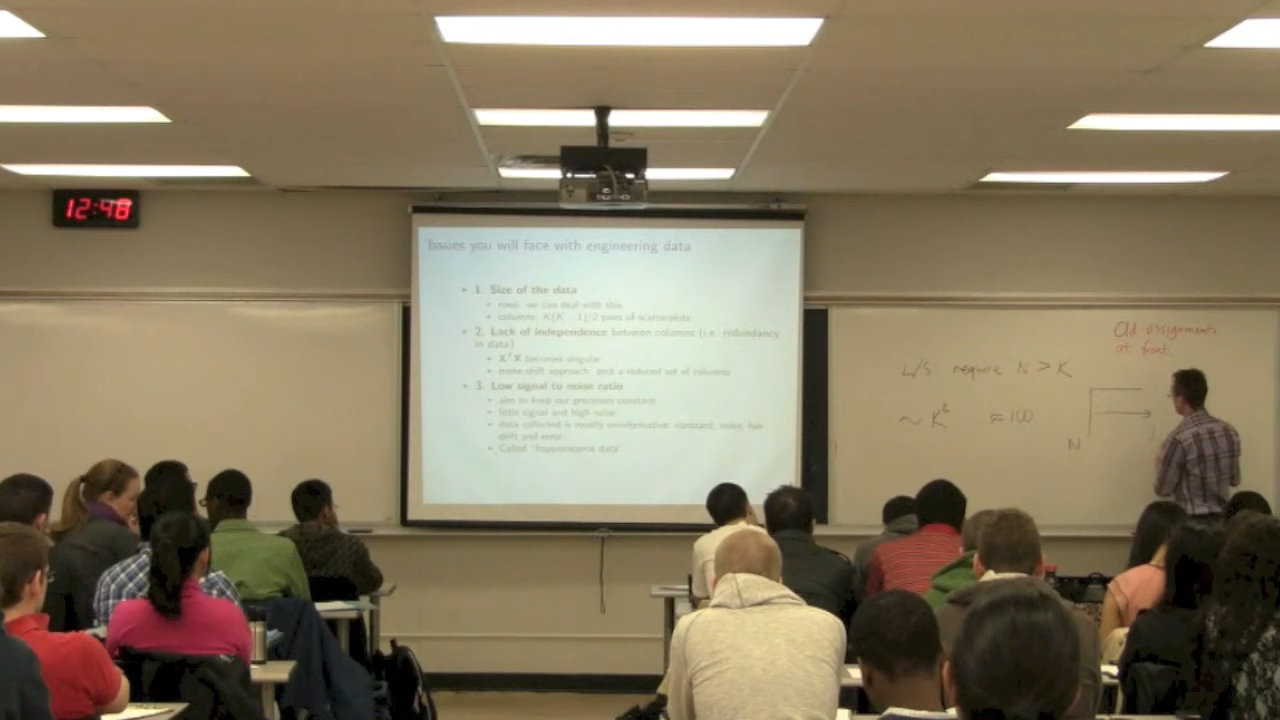 12:48
Issues you will face with engineering data
1. Size of the data
rows: we can deal with this
columns: K(K − 1)/2 pairs of scatterplots
2. Lack of independence between columns (i.e. redundancy
in data)
XᵀX becomes singular
make-shift approach: pick a reduced set of columns
3. Low signal to noise ratio
aim to keep our processes constant
little signal and high noise
data collected is mostly uninformative: constant, noisy, has
drift and error
Called "happenstance data"
Old assignments
at front
L/S: require N > K
~ K² ≈100
N